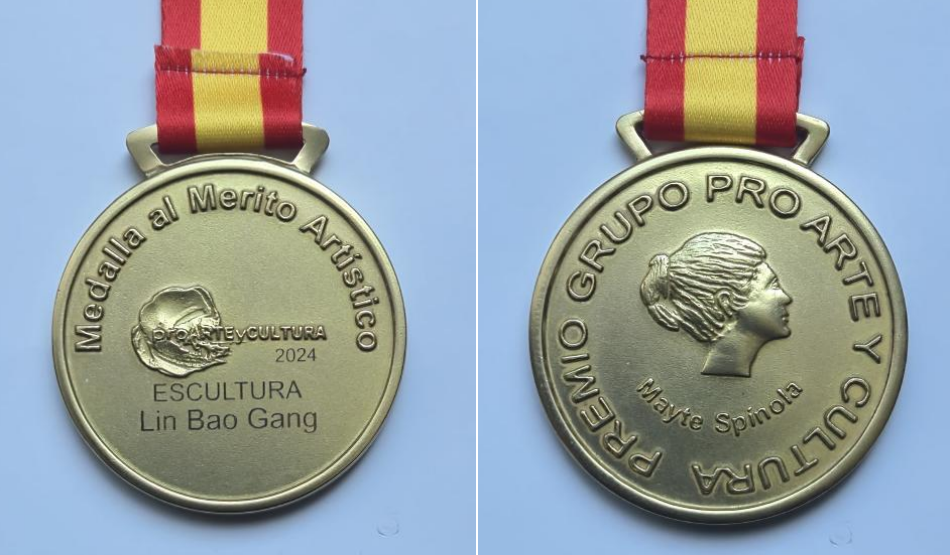 Medalla al Merito Artístico
proARTEyCULTURA
2024
ESCULTURA
Lin Bao Gang
PREMIO GRUPO PRO ARTE Y CULTURA
Mayte Spínola